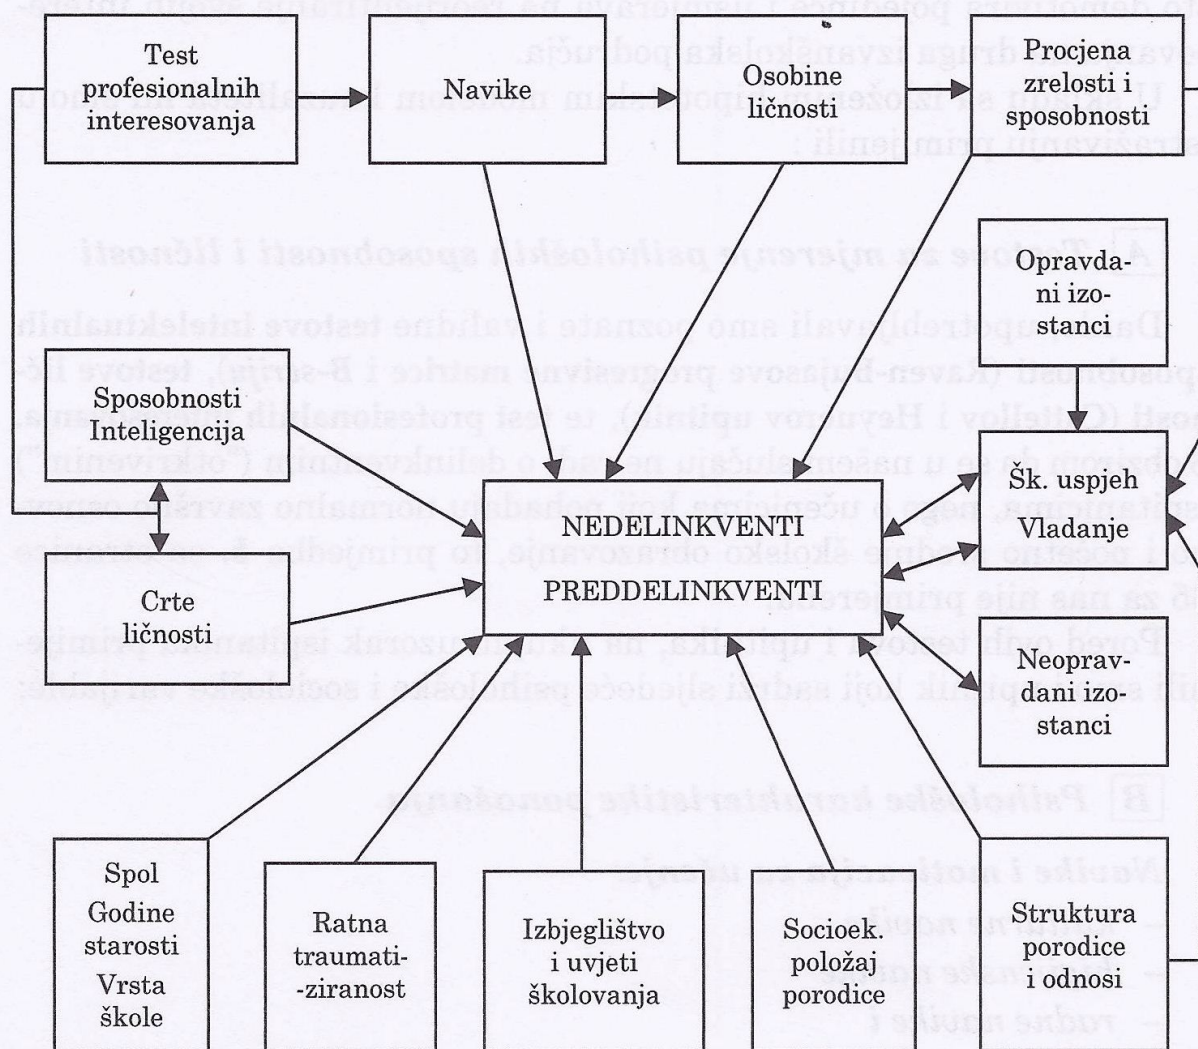 Test
profesionalnih
interesovanja
Navike
Osobine
ličnosti
Procjena
zrelosti i
sposobnosti
Opravda-
ni izo-
stanci
Sposobnosti
Inteligencija
Šk. uspjeh
Vladanje
NEDELINKVENTI
PREDDELINKVENTI
Crte
ličnosti
Neoprav-
dani izo-
stanci
Spol
Godine
starosti
Vrsta
škole
Ratna
traumati-
-ziranost
Izbjeglištvo
i uvjeti
školovanja
Socioek.
položaj
porodice
Struktura
porodice
i odnosi